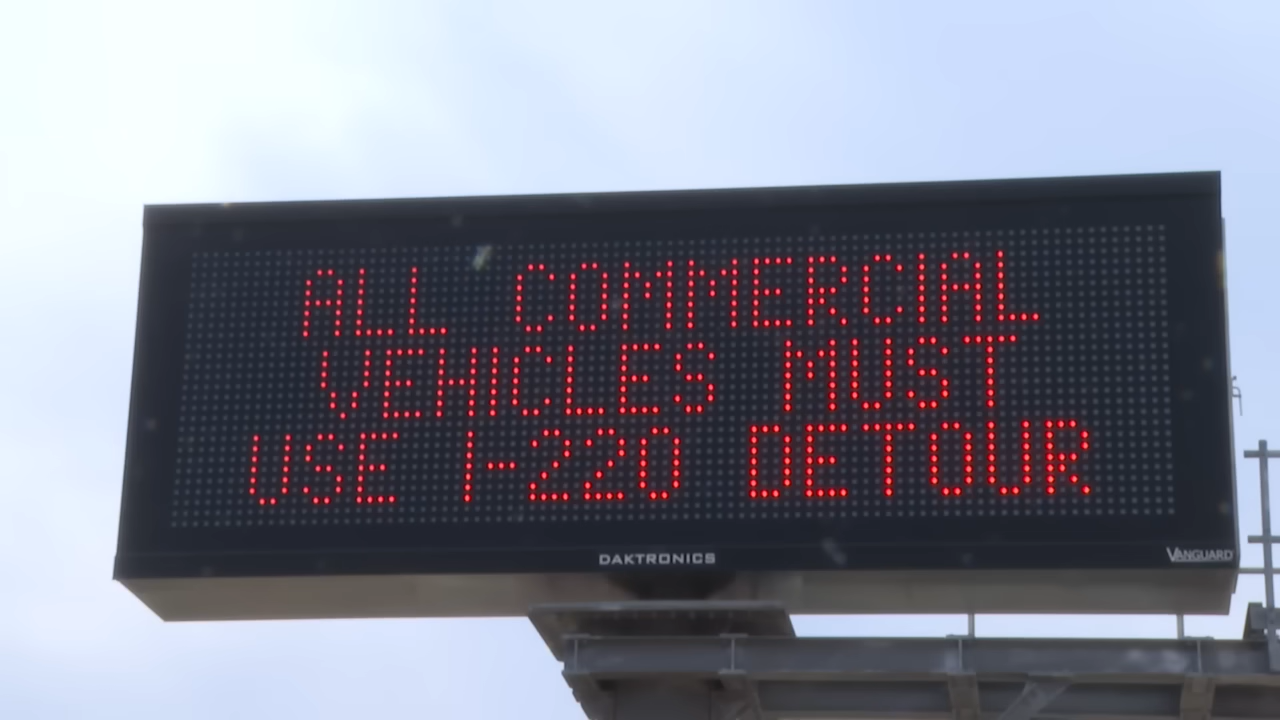 ALL COMMERCIAL
VEHICLES MUST
USE I-220 DETOUR
DAKTRONICS
VANGUARD